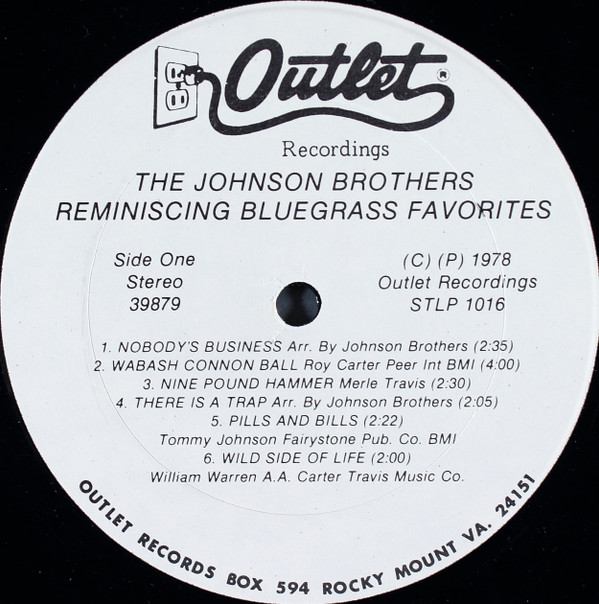 Outlet ®
Recordings
THE JOHNSON BROTHERS
REMINISCING BLUEGRASS FAVORITES
Side One
Stereo
39879
(C) (P) 1978
Outlet Recordings
STLP 1016
1. NOBODY'S BUSINESS Arr. By Johnson Brothers (2:35)
2. WABASH CONNON BALL Roy Carter Peer Int BMI (4:00)
3. NINE POUND HAMMER Merle Travis (2:30)
4. THERE IS A TRAP Arr. By Johnson Brothers (2:05)
5. PILLS AND BILLS (2:22)
Tommy Johnson Fairystone Pub. Co. BMI
6. WILD SIDE OF LIFE (2:00)
William Warren A.A. Carter Travis Music Co.
OUTLET RECORDS BOX 594 ROCKY MOUNT VA. 24151